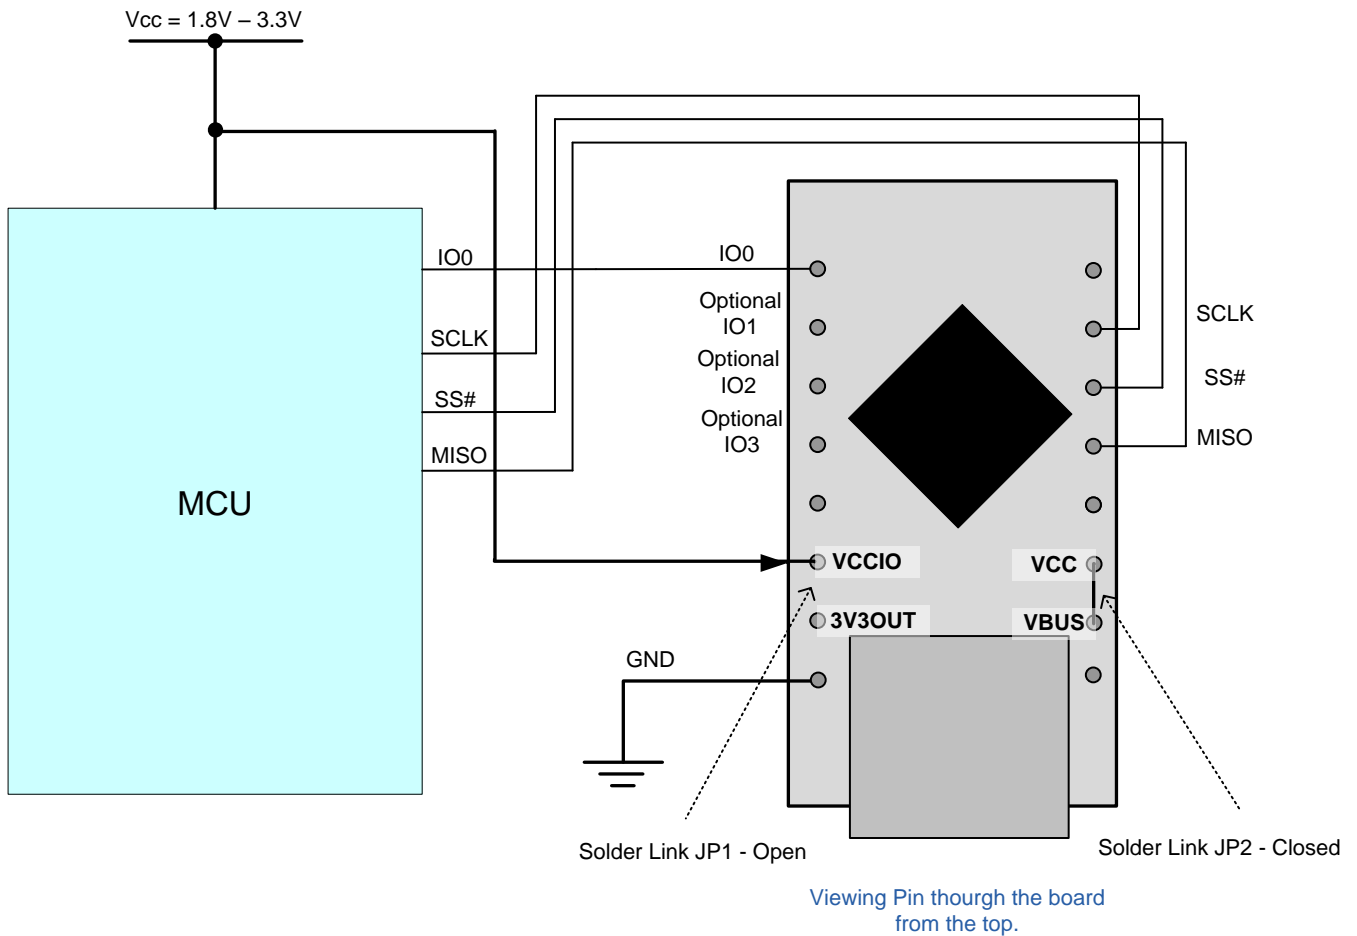 Vcc = 1.8V – 3.3V
IO0
SCLK
SS#
MISO
MCU
IO0
Optional
IO1
Optional
IO2
Optional
IO3
SCLK
SS#
MISO
VCCIO
VCC
3V3OUT
VBUS
GND
Solder Link JP1 - Open
Solder Link JP2 - Closed
Viewing Pin thourgh the board
from the top.